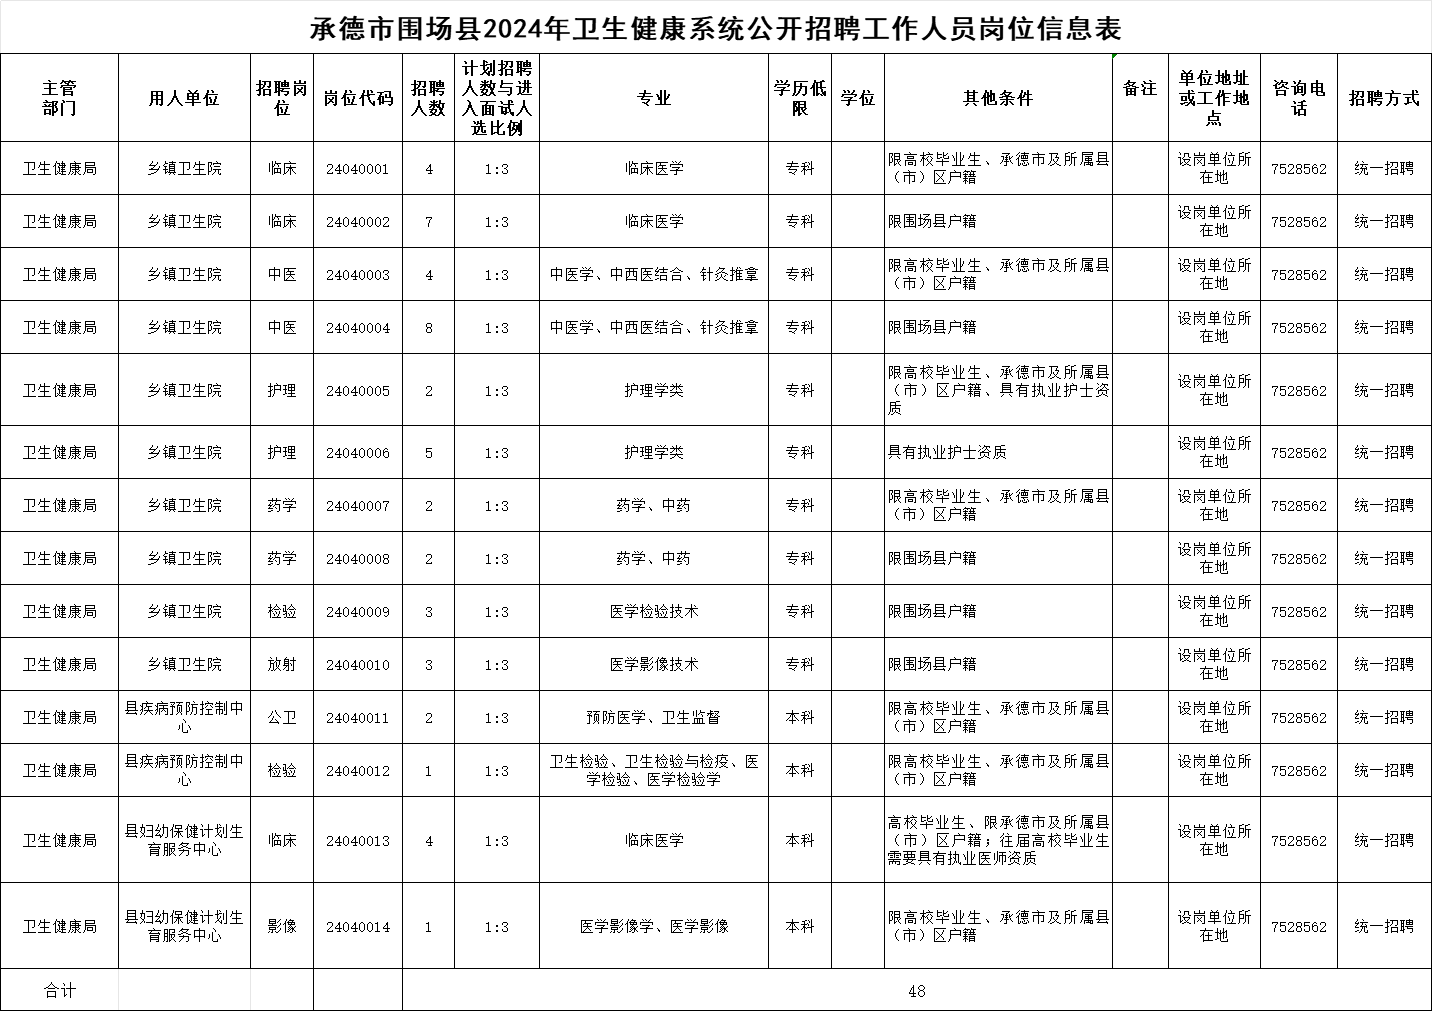 承德市围场县2024年卫生健康系统公开招聘工作人员岗位信息表
主管部门 用人单位 招聘岗位 岗位代码 招聘人数 计划招聘人数与进入面试人选比例 专业 学历低限 学位 其他条件 备注 单位地址或工作地点 咨询电话 招聘方式
卫生健康局 乡镇卫生院 临床 24040001 4 1:3 临床医学 专科 限高校毕业生、承德市及所属县（市）区户籍 设岗单位所在地 7528562 统一招聘
卫生健康局 乡镇卫生院 临床 24040002 7 1:3 临床医学 专科 限围场县户籍 设岗单位所在地 7528562 统一招聘
卫生健康局 乡镇卫生院 中医 24040003 4 1:3 中医学、中西医结合、针灸推拿 专科 限高校毕业生、承德市及所属县（市）区户籍 设岗单位所在地 7528562 统一招聘
卫生健康局 乡镇卫生院 中医 24040004 8 1:3 中医学、中西医结合、针灸推拿 专科 限围场县户籍 设岗单位所在地 7528562 统一招聘
卫生健康局 乡镇卫生院 护理 24040005 2 1:3 护理学类 专科 限高校毕业生、承德市及所属县（市）区户籍、具有执业护士资质 设岗单位所在地 7528562 统一招聘
卫生健康局 乡镇卫生院 护理 24040006 5 1:3 护理学类 专科 具有执业护士资质 设岗单位所在地 7528562 统一招聘
卫生健康局 乡镇卫生院 药学 24040007 2 1:3 药学、中药 专科 限高校毕业生、承德市及所属县（市）区户籍 设岗单位所在地 7528562 统一招聘
卫生健康局 乡镇卫生院 药学 24040008 2 1:3 药学、中药 专科 限围场县户籍 设岗单位所在地 7528562 统一招聘
卫生健康局 乡镇卫生院 检验 24040009 3 1:3 医学检验技术 专科 限围场县户籍 设岗单位所在地 7528562 统一招聘
卫生健康局 乡镇卫生院 放射 24040010 3 1:3 医学影像技术 专科 限围场县户籍 设岗单位所在地 7528562 统一招聘
卫生健康局 县疾病预防控制中心 公卫 24040011 2 1:3 预防医学、卫生监督 本科 限高校毕业生、承德市及所属县（市）区户籍 设岗单位所在地 7528562 统一招聘
卫生健康局 县疾病预防控制中心 检验 24040012 1 1:3 卫生检验、卫生检验与检疫、医学检验、医学检验学 本科 限高校毕业生、承德市及所属县（市）区户籍 设岗单位所在地 7528562 统一招聘
卫生健康局 县妇幼保健计划生育服务中心 临床 24040013 4 1:3 临床医学 本科 高校毕业生、限承德市及所属县（市）区户籍；往届高校毕业生需要具有执业医师资质 设岗单位所在地 7528562 统一招聘
卫生健康局 县妇幼保健计划生育服务中心 影像 24040014 1 1:3 医学影像学、医学影像 本科 限高校毕业生、承德市及所属县（市）区户籍 设岗单位所在地 7528562 统一招聘
合计 48